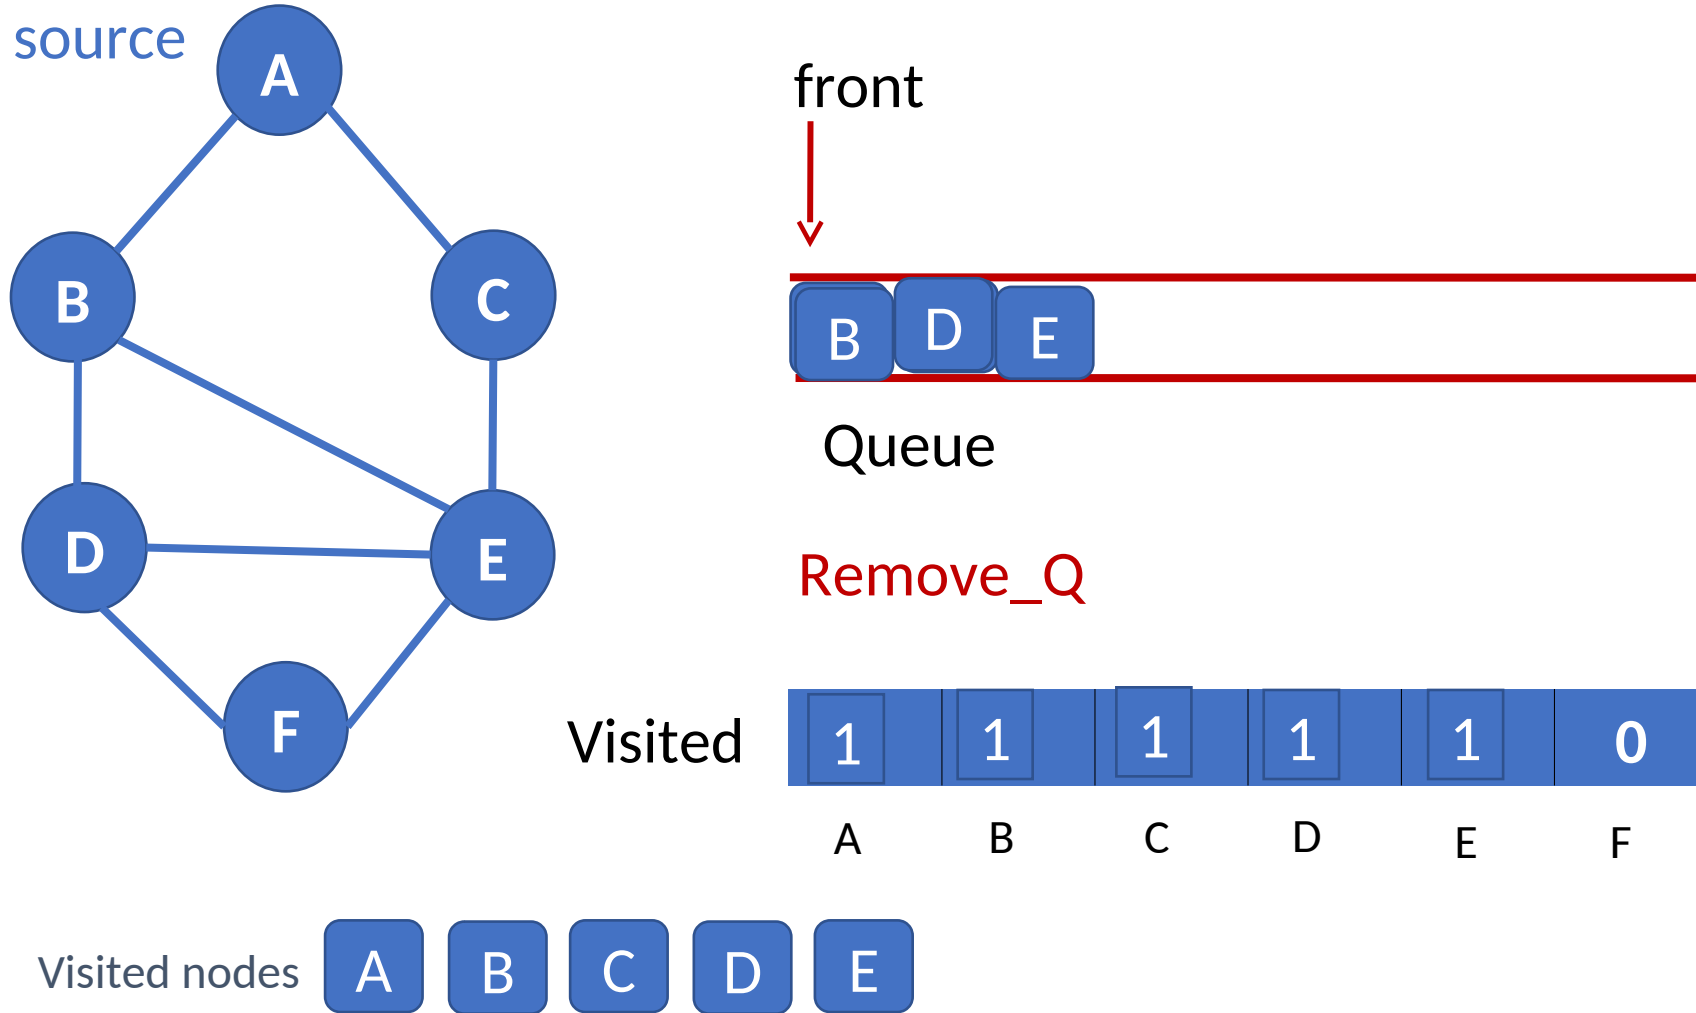 source
A
B
C
D
E
F
front
B D E
Queue
Remove_Q
Visited 1 1 1 1 1 0
A B C D E F
Visited nodes A B C D E